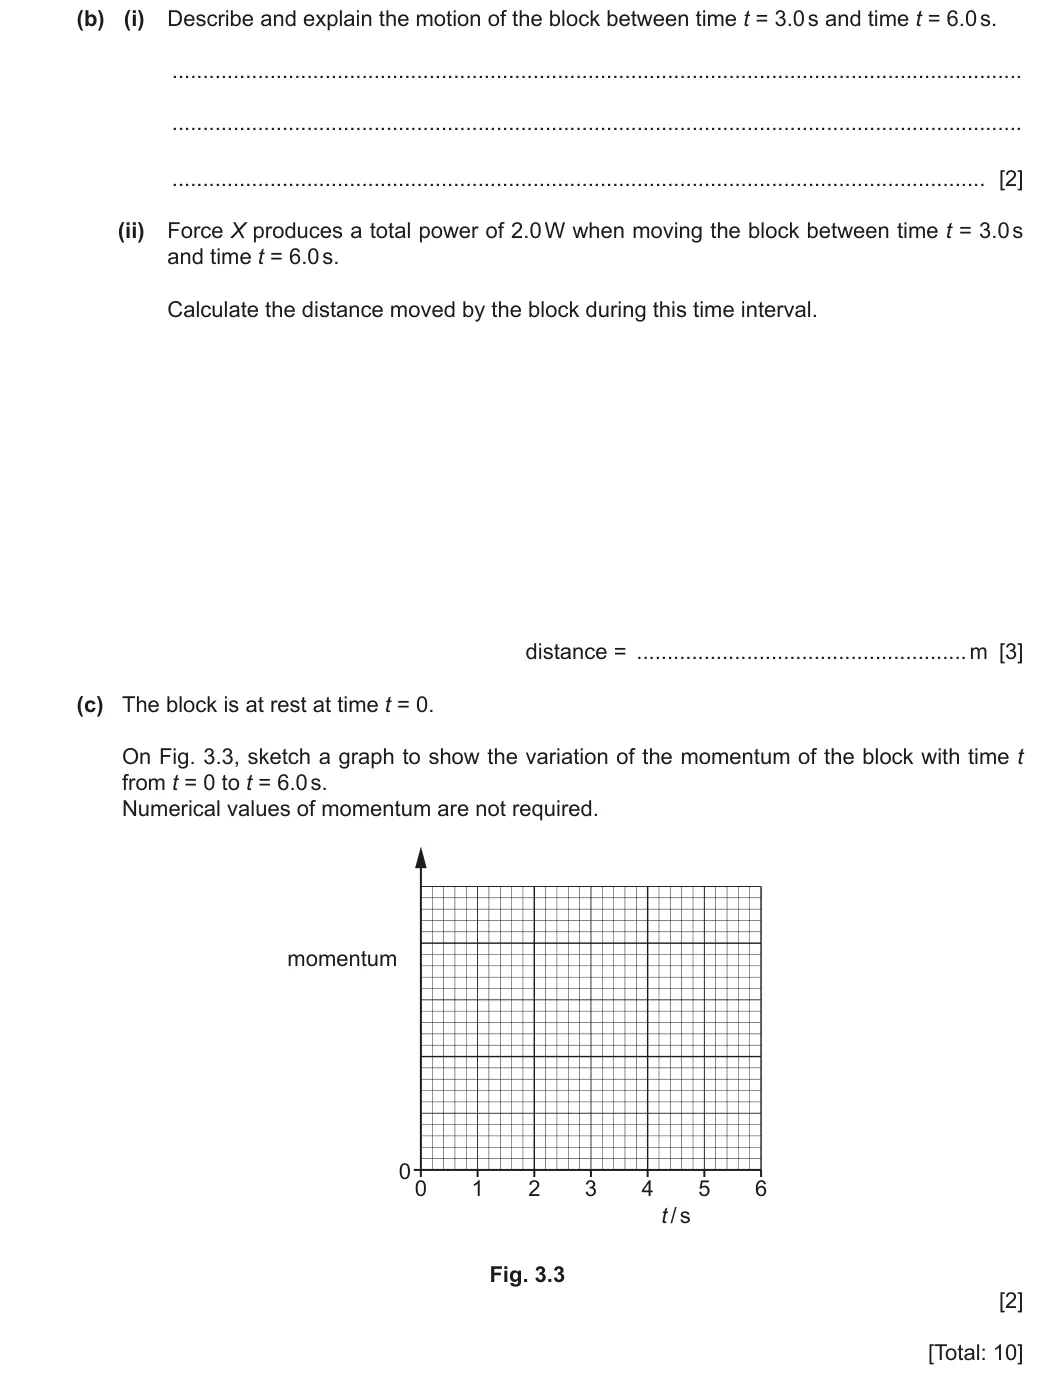 (b) (i) Describe and explain the motion of the block between time t = 3.0 s and time t = 6.0 s.
..........................................................................................................................................
..........................................................................................................................................
.................................................................................................................................... [2]
(ii) Force X produces a total power of 2.0 W when moving the block between time t = 3.0 s
and time t = 6.0 s.
Calculate the distance moved by the block during this time interval.
distance = ...................................................... m [3]
(c) The block is at rest at time t = 0.
On Fig. 3.3, sketch a graph to show the variation of the momentum of the block with time t
from t = 0 to t = 6.0 s.
Numerical values of momentum are not required.
momentum
0
0 1 2 3 4 5 6
t / s
Fig. 3.3
[2]
[Total: 10]